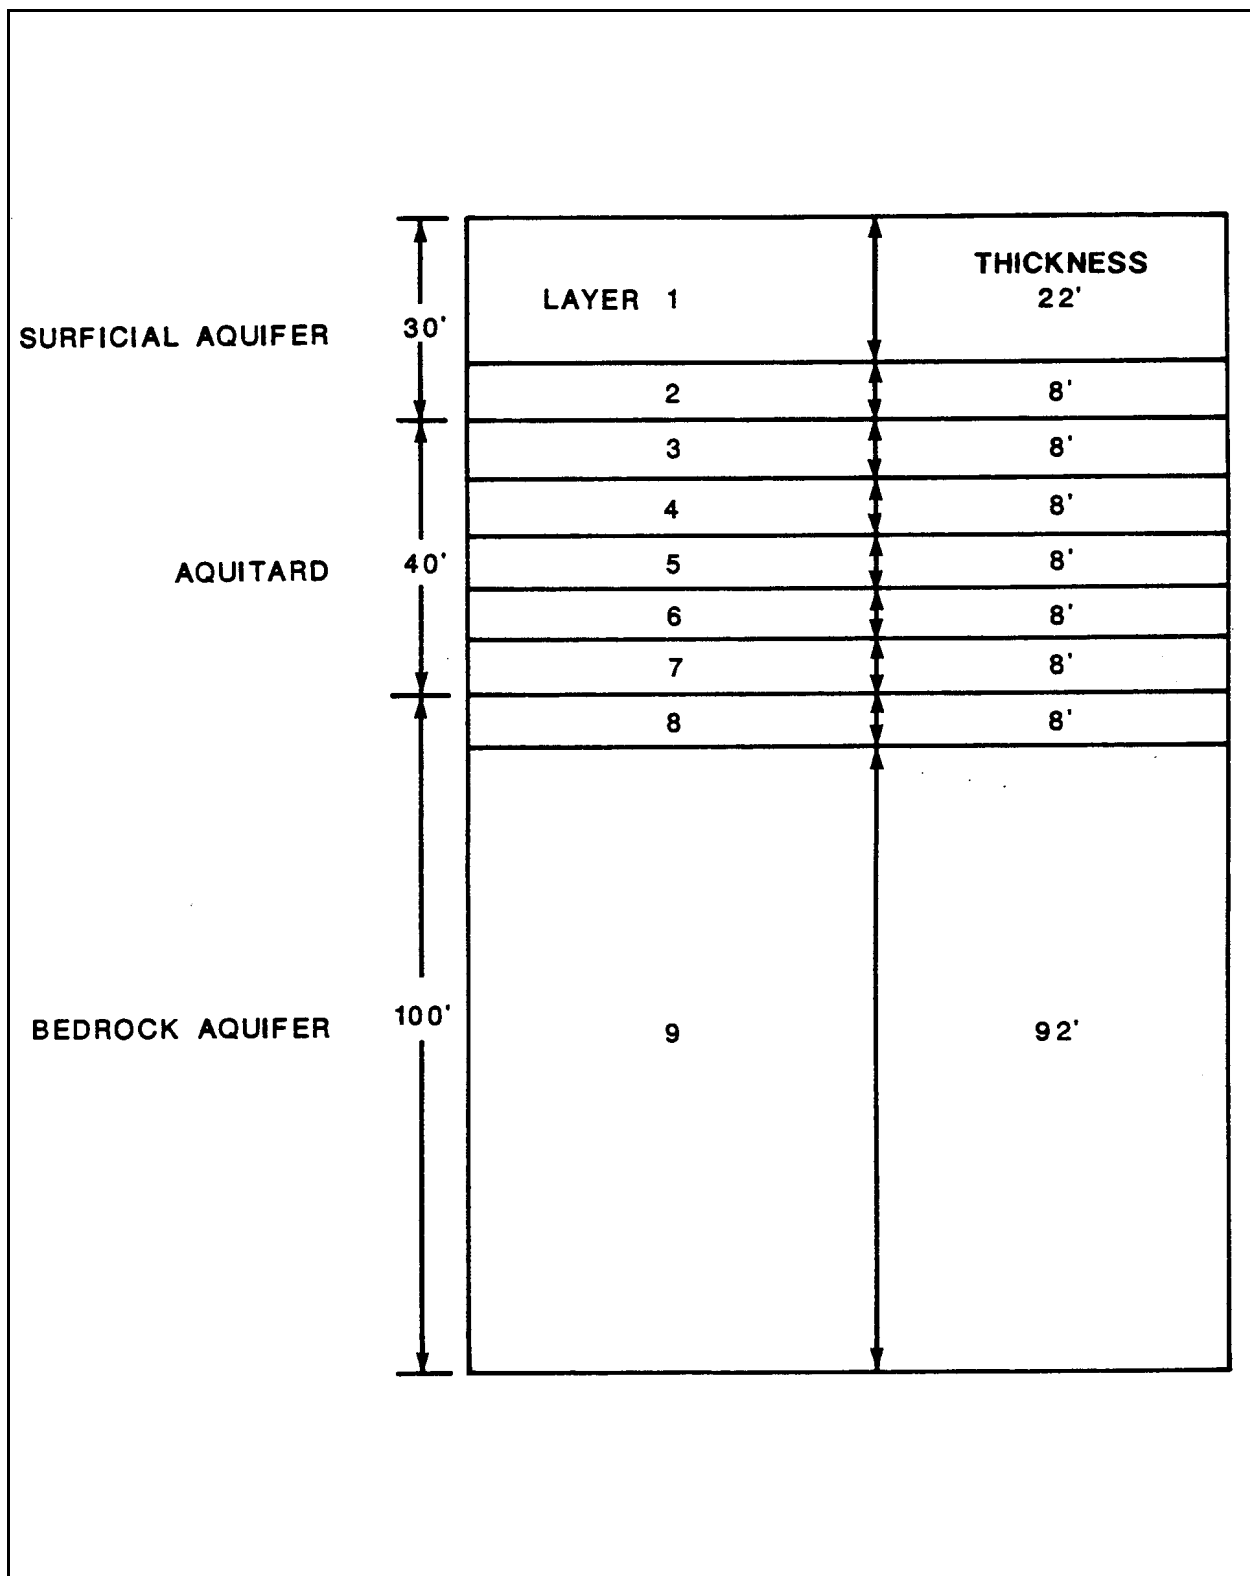 THICKNESS
LAYER 1 22'
SURFICIAL AQUIFER 30'
2 8'
3 8'
4 8'
AQUITARD 40' 5 8'
6 8'
7 8'
8 8'
BEDROCK AQUIFER 100' 9 92'